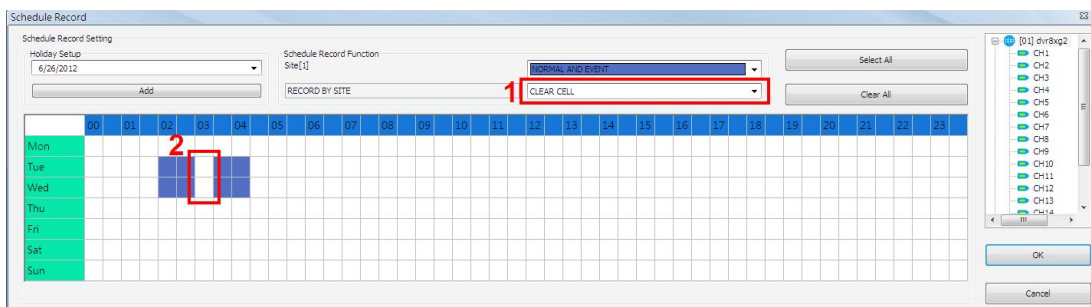 Schedule Record
Schedule Record Setting
Holiday Setup
6/26/2012
Add
Schedule Record Function
Site[1]
NORMAL AND EVENT
RECORD BY SITE
1
CLEAR CELL
Select All
Clear All
00 01 02 03 04 05 06 07 08 09 10 11 12 13 14 15 16 17 18 19 20 21 22 23
2
Mon
Tue
Wed
Thu
Fri
Sat
Sun
[01] dvr8xg2
CH1
CH2
CH3
CH4
CH5
CH6
CH7
CH8
CH9
CH10
CH11
CH12
CH13
CH14
OK
Cancel